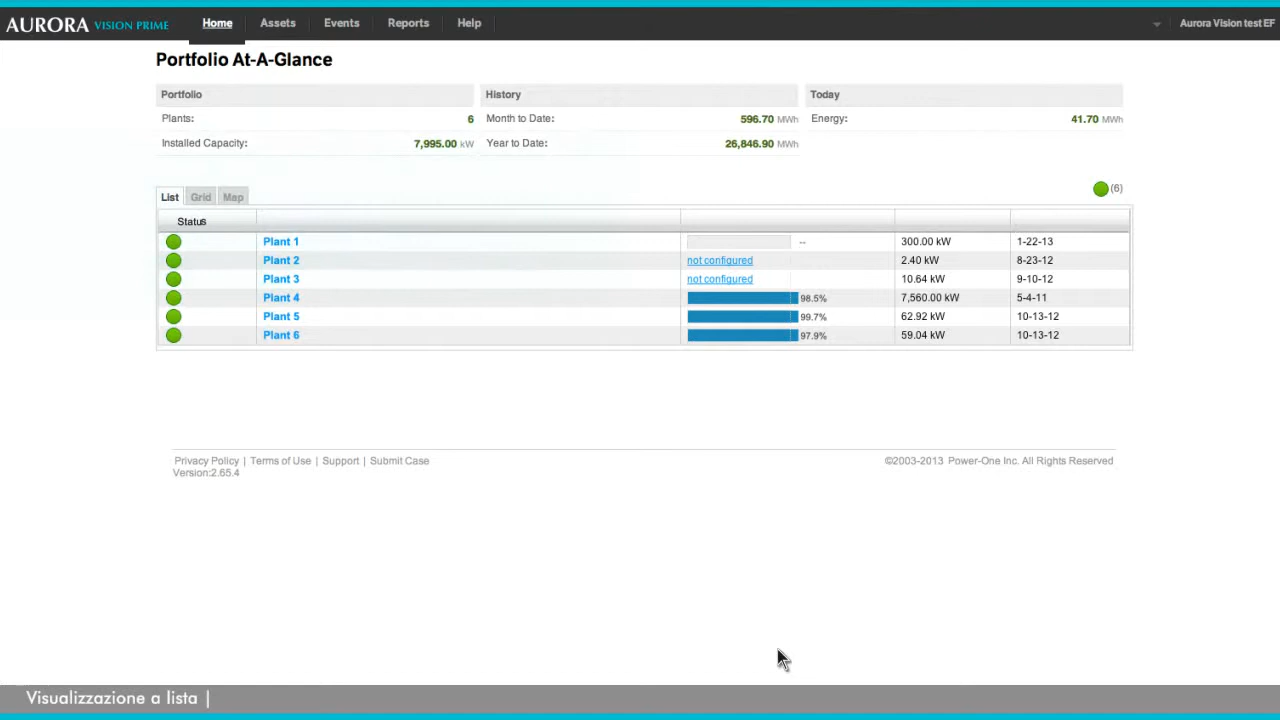 AURORA VISION PRIME Home Assets Events Reports Help Aurora Vision test EF
Portfolio At-A-Glance
Portfolio History Today
Plants: 6 Month to Date: 596.70 MWh Energy: 41.70 MWh
Installed Capacity: 7,995.00 kW Year to Date: 26,846.90 MWh
List Grid Map (6)
Status
Plant 1 -- 300.00 kW 1-22-13
Plant 2 not configured 2.40 kW 8-23-12
Plant 3 not configured 10.64 kW 9-10-12
Plant 4 98.5% 7,560.00 kW 5-4-11
Plant 5 99.7% 62.92 kW 10-13-12
Plant 6 97.9% 59.04 kW 10-13-12
Privacy Policy | Terms of Use | Support | Submit Case ©2003-2013 Power-One Inc. All Rights Reserved
Version:2.65.4
Visualizzazione a lista |